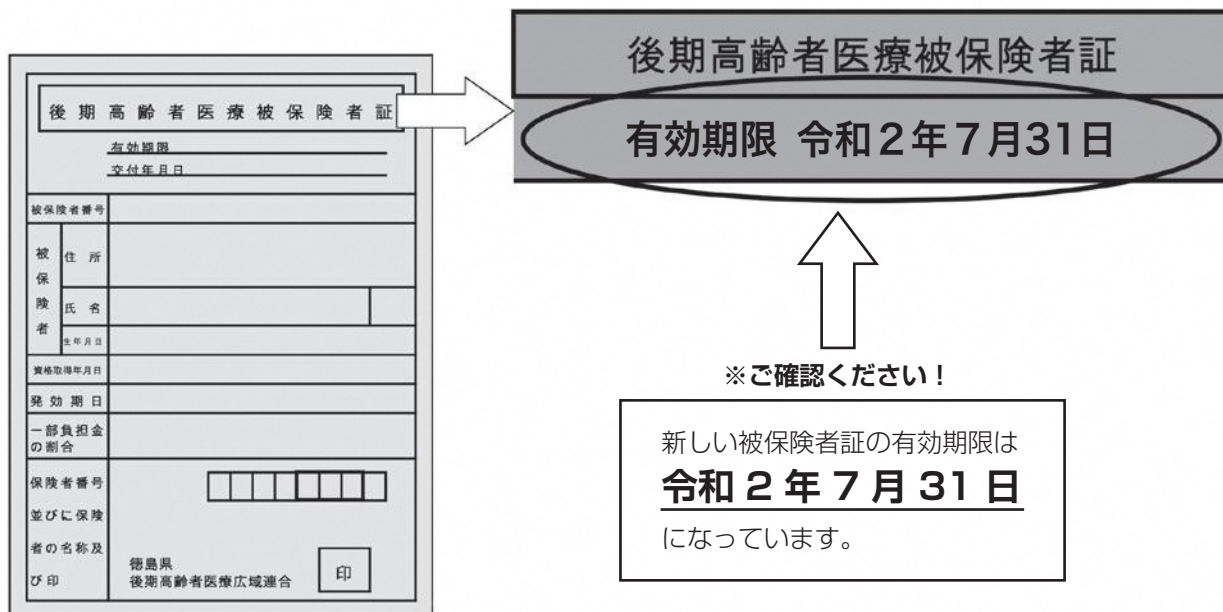 後期高齢者医療被保険者証
有効期限
交付年月日
被保険者番号
被保険者
住所
氏名
生年月日
資格取得年月日
発効期日
一部負担金
の割合
保険者番号
並びに保険
者の名称及
び印
徳島県
後期高齢者医療広域連合
印
後期高齢者医療被保険者証
有効期限 令和2年7月31日
※ご確認ください！
新しい被保険者証の有効期限は
令和2年7月31日
になっています。